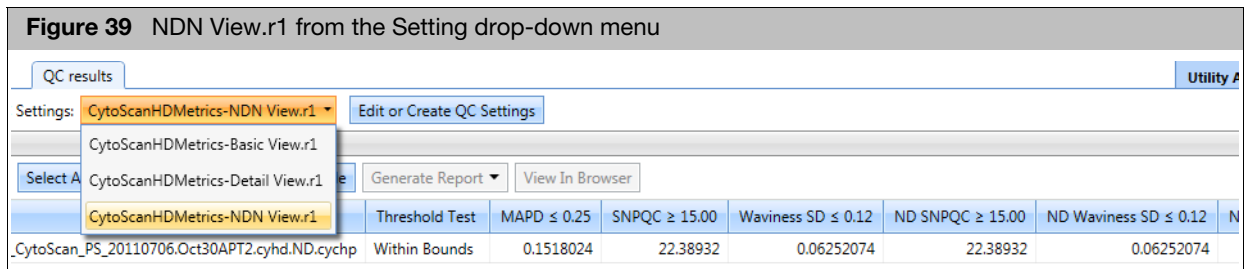 Figure 39 NDN View.r1 from the Setting drop-down menu
QC results
Utility A
Settings: CytoScanHDMetrics-NDN View.r1 Edit or Create QC Settings
CytoScanHDMetrics-Basic View.r1
Select A CytoScanHDMetrics-Detail View.r1 e Generate Report View In Browser
CytoScanHDMetrics-NDN View.r1 Threshold Test MAPD ≤ 0.25 SNPQC ≥ 15.00 Waviness SD ≤ 0.12 ND SNPQC ≥ 15.00 ND Waviness SD ≤ 0.12 N
_CytoScan_PS_20110706.Oct30APT2.cyhd.ND.cychp Within Bounds 0.1518024 22.38932 0.06252074 22.38932 0.06252074